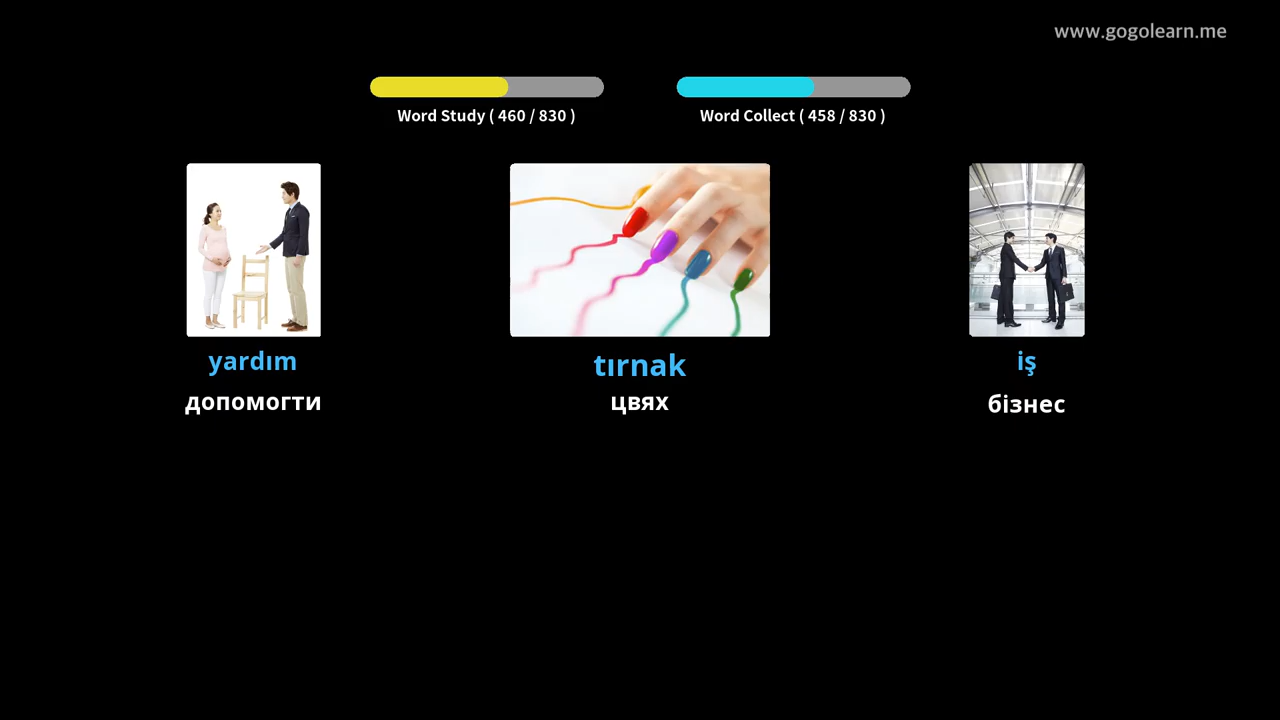 www.gogolearn.me
Word Study ( 460 / 830 )
Word Collect ( 458 / 830 )
yardım
tırnak
iş
допомогти
цвях
бізнес